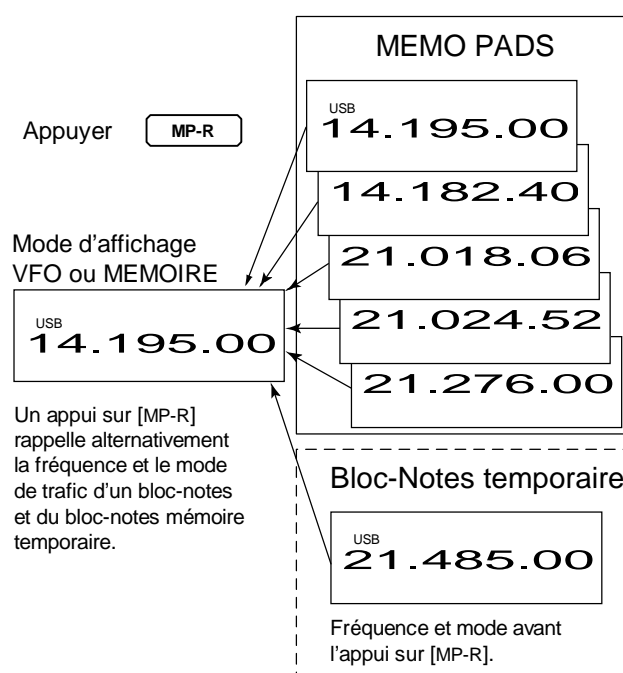 MEMO PADS
USB
14.195.00
14.182.40
21.018.06
21.024.52
21.276.00
Appuyer MP-R
Mode d'affichage
VFO ou MEMOIRE
USB
14.195.00
Un appui sur [MP-R]
rappelle alternativement
la fréquence et le mode
de trafic d'un bloc-notes
et du bloc-notes mémoire
temporaire.
Bloc-Notes temporaire
USB
21.485.00
Fréquence et mode avant
l'appui sur [MP-R].